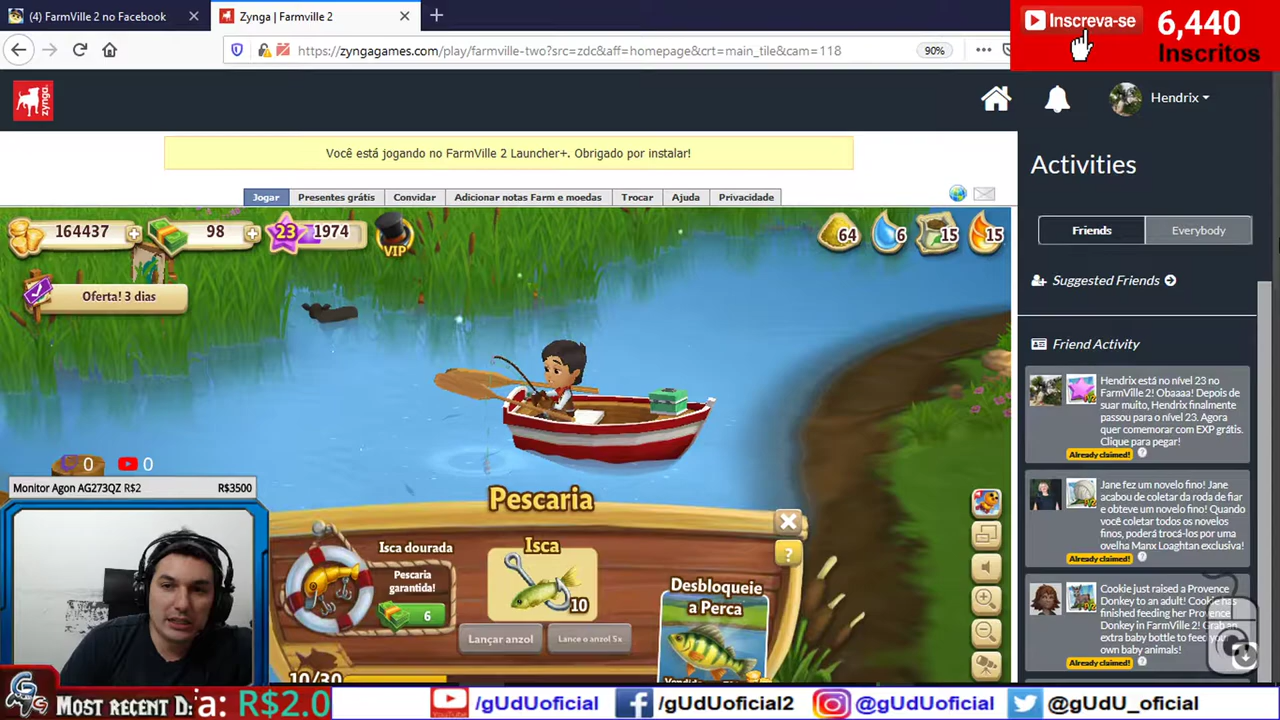 (4) FarmVille 2 no Facebook
Zynga | Farmville 2
https://zyngagames.com/play/farmville-two?src=zdc&aff=homepage&crt=main_tile&cam=118
90%
Inscreva-se
6,440
Inscritos
zynga
Hendrix
Você está jogando no FarmVille 2 Launcher+. Obrigado por instalar!
Jogar
Presentes grátis
Convidar
Adicionar notas Farm e moedas
Trocar
Ajuda
Privacidade
164437
98
23
1974
VIP
64
6
15
15
Oferta! 3 dias
Activities
Friends
Everybody
Suggested Friends
Friend Activity
Hendrix está no nível 23 no
FarmVille 2! Obaaaa! Depois de
suar muito, Hendrix finalmente
passou para o nível 23. Agora
quer comemorar com EXP grátis.
Clique para pegar!
Already claimed!
Jane fez um novelo fino! Jane
acabou de coletar da roda de fiar
e obteve um novelo fino! Quando
você coletar todos os novelos
finos, poderá trocá-los por uma
ovelha Manx Loaghtan exclusiva!
Already claimed!
Cookie just raised a Provence
Donkey to an adult! Cookie has
finished feeding her Provence
Donkey in FarmVille 2! Grab an
extra baby bottle to feed your
own baby animals!
Already claimed!
0
0
Monitor Agon AG273QZ R$2
R$3500
Pescaria
Isca dourada
Pescaria
garantida!
6
Isca
10
Lançar anzol
Lance o anzol 5x
Desbloqueie
a Perca
10/30
Most recent D
a: R$2.0
/gUdUoficial
/gUdUoficial2
@gUdUoficial
@gUdU_oficial